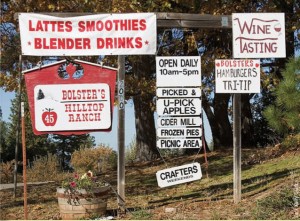 LATTES SMOOTHIES
BLENDER DRINKS
BOLSTER'S
HILLTOP
RANCH
45
OPEN DAILY
10am-5pm
PICKED &
U-PICK
APPLES
CIDER MILL
FROZEN PIES
PICNIC AREA
CRAFTERS
WINE
TASTING
BOLSTERS
HAMBURGERS
TRI-TIP